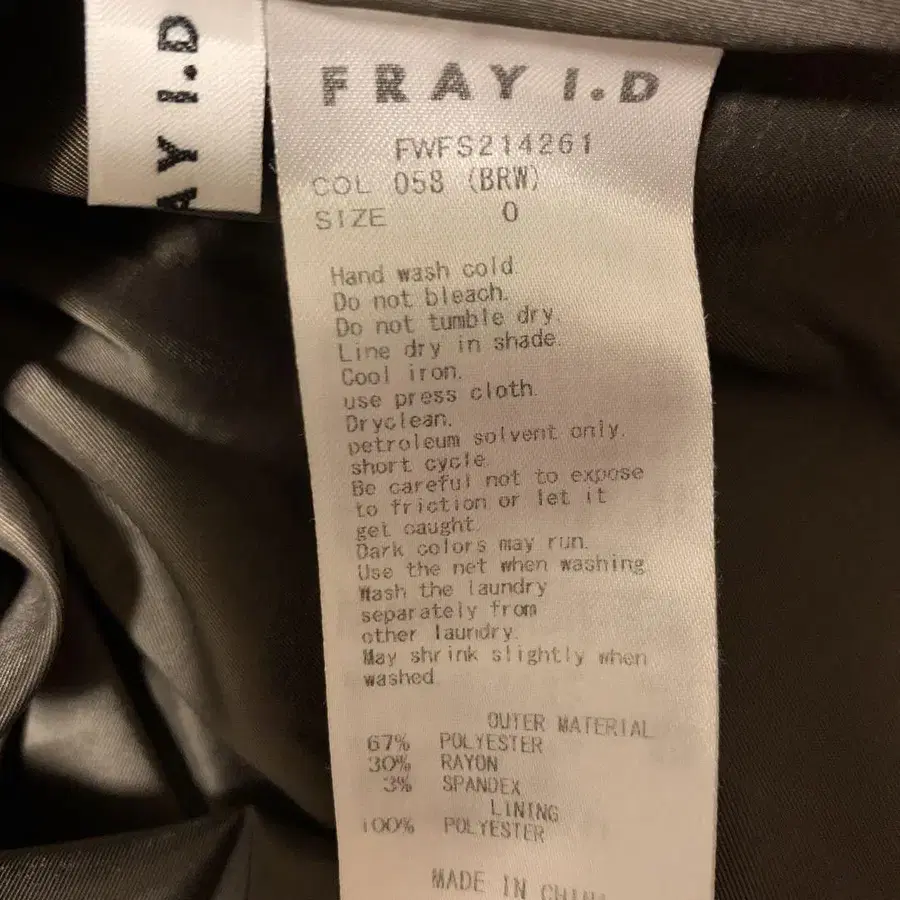 AY I.D
FRAY I.D
FWFS214261
COL 058 (BRW)
SIZE 0
Hand wash cold.
Do not bleach.
Do not tumble dry.
Line dry in shade.
Cool iron.
use press cloth.
Dryclean.
petroleum solvent only.
short cycle.
Be careful not to expose
to friction or let it
get caught.
Dark colors may run.
Use the net when washing
Wash the laundry
separately from
other laundry.
May shrink slightly when
washed
OUTER MATERIAL
67% POLYESTER
30% RAYON
3% SPANDEX
LINING
100% POLYESTER
MADE IN CHINA